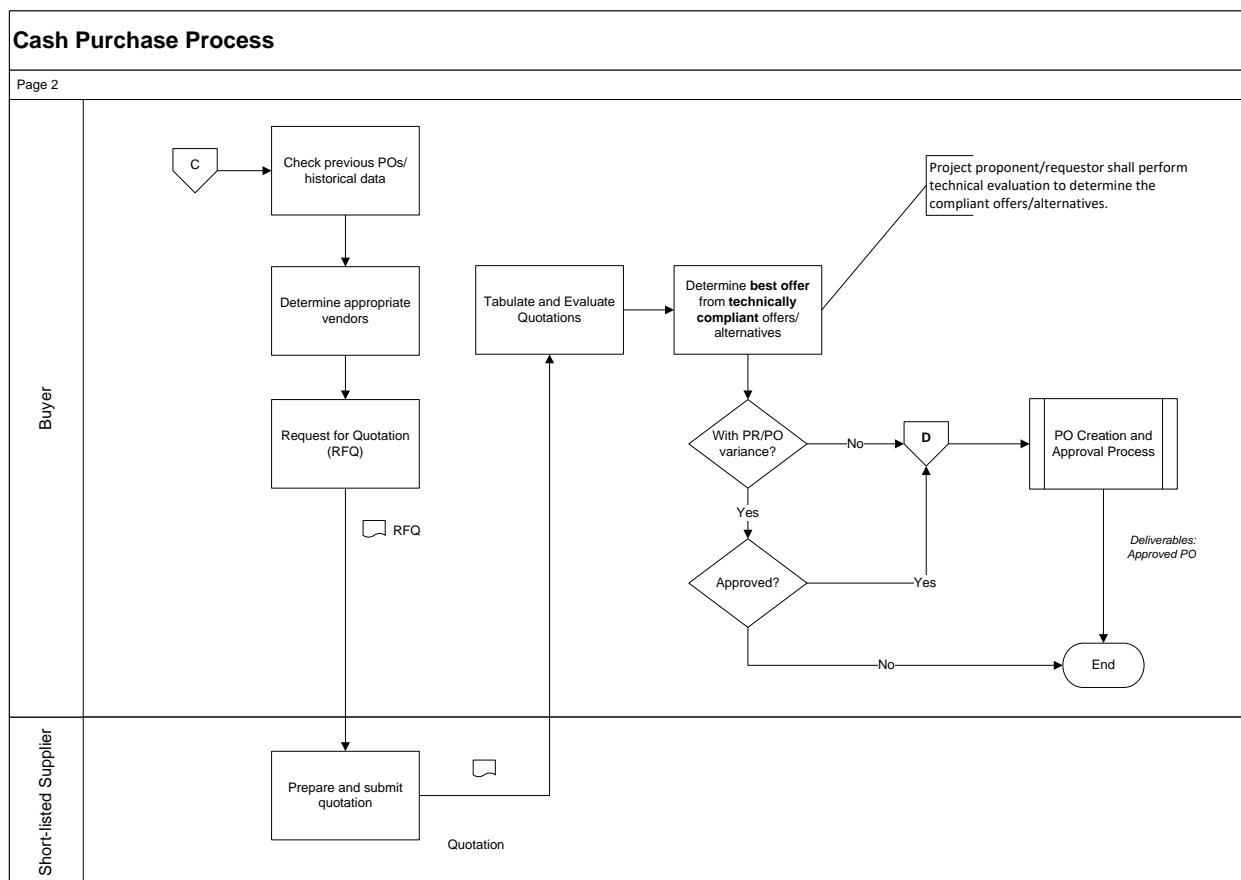 Cash Purchase Process
Page 2
Buyer
C
Check previous POs/
historical data
Determine appropriate
vendors
Request for Quotation
(RFQ)
RFQ
Tabulate and Evaluate
Quotations
Determine best offer
from technically
compliant offers/
alternatives
Project proponent/requestor shall perform
technical evaluation to determine the
compliant offers/alternatives.
With PR/PO
variance?
No
D
PO Creation and
Approval Process
Yes
Deliverables:
Approved PO
Approved?
Yes
No
End
Short-listed Supplier
Prepare and submit
quotation
Quotation